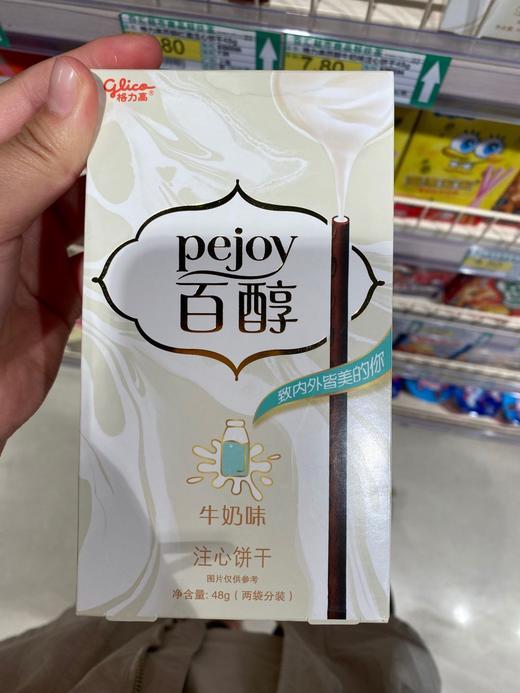 .80
7.80
Glico®
格力高
pejoy
百醇
致内外皆美的你
牛奶味
注心饼干
图片仅供参考
净含量: 48g (两袋分装)